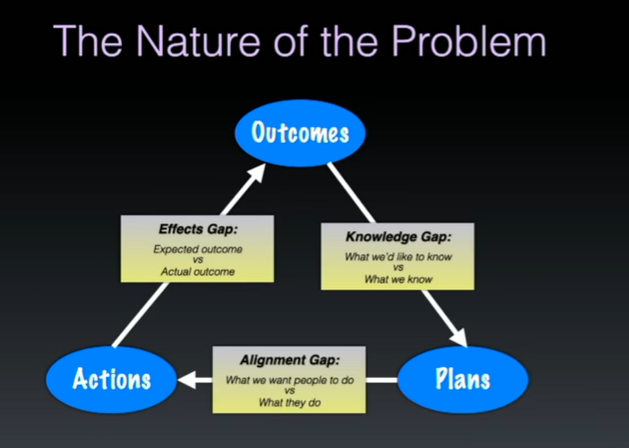 The Nature of the Problem
Outcomes
Effects Gap:
Expected outcome
vs
Actual outcome
Knowledge Gap:
What we'd like to know
vs
What we know
Alignment Gap:
What we want people to do
vs
What they do
Actions
Plans